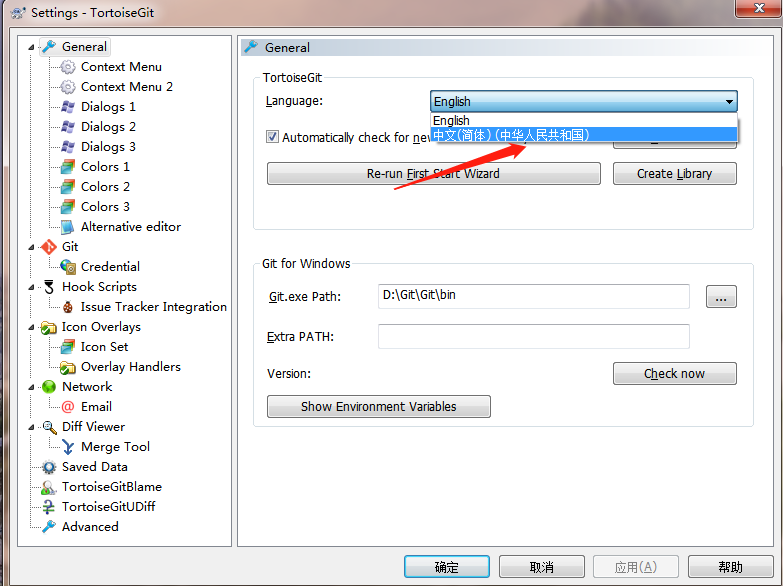 Settings - TortoiseGit
General
Context Menu
Context Menu 2
Dialogs 1
Dialogs 2
Dialogs 3
Colors 1
Colors 2
Colors 3
Alternative editor
Git
Credential
Hook Scripts
Issue Tracker Integration
Icon Overlays
Icon Set
Overlay Handlers
Network
Email
Diff Viewer
Merge Tool
Saved Data
TortoiseGitBlame
TortoiseGitUDiff
Advanced
General
TortoiseGit
Language:
English
English
中文(简体)(中华人民共和国)
Automatically check for new
Re-run First Start Wizard
Create Library
Git for Windows
Git.exe Path:
D:\Git\Git\bin
...
Extra PATH:
Version:
Check now
Show Environment Variables
确定
取消
应用(A)
帮助